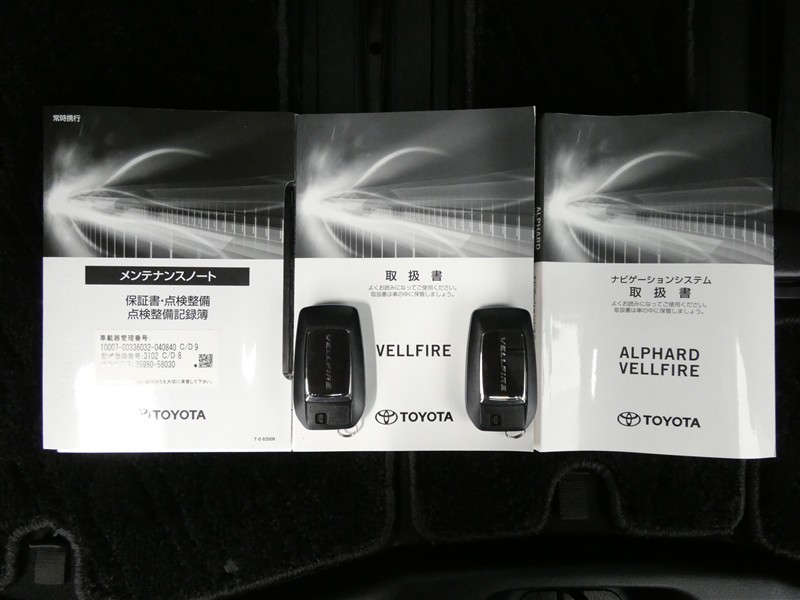 常時携行
メンテナンスノート
保証書・点検整備
点検整備記録簿
車載器管理番号:
10007-00336032-040840 C/D 9
3102 C/D 8
58030
TOYOTA
取扱書
よくお読みになってご使用ください。
取扱書は車の中に保管しましょう。
VELLFIRE
TOYOTA
VELLFIRE
VELLFIRE
ALPHARD
ナビゲーションシステム
取扱書
よくお読みになってご使用ください。
取扱書は車の中に保管しましょう。
ALPHARD
VELLFIRE
TOYOTA